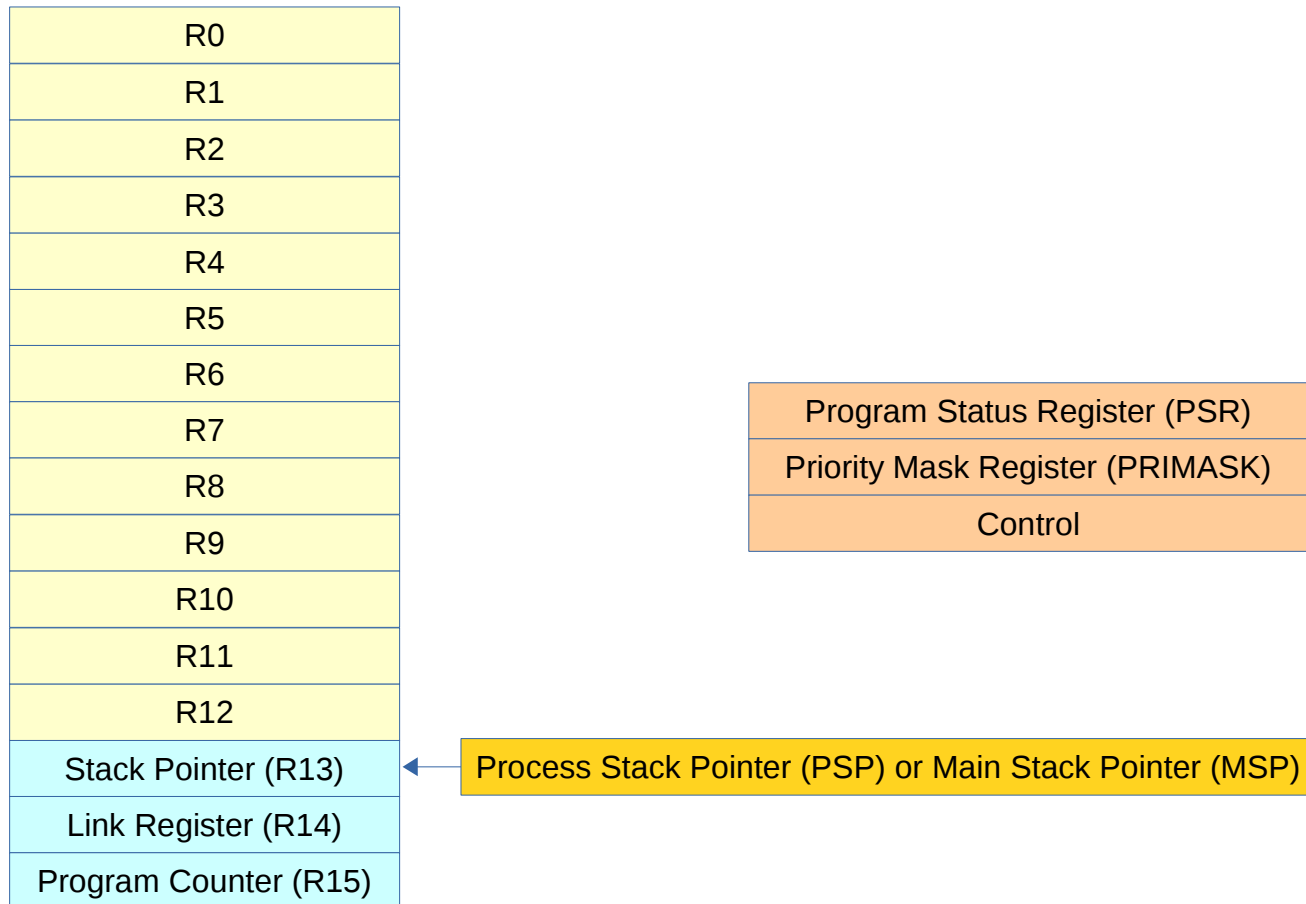 R0
R1
R2
R3
R4
R5
R6
R7
R8
R9
R10
R11
R12
Stack Pointer (R13)
Link Register (R14)
Program Counter (R15)
Program Status Register (PSR)
Priority Mask Register (PRIMASK)
Control
Process Stack Pointer (PSP) or Main Stack Pointer (MSP)